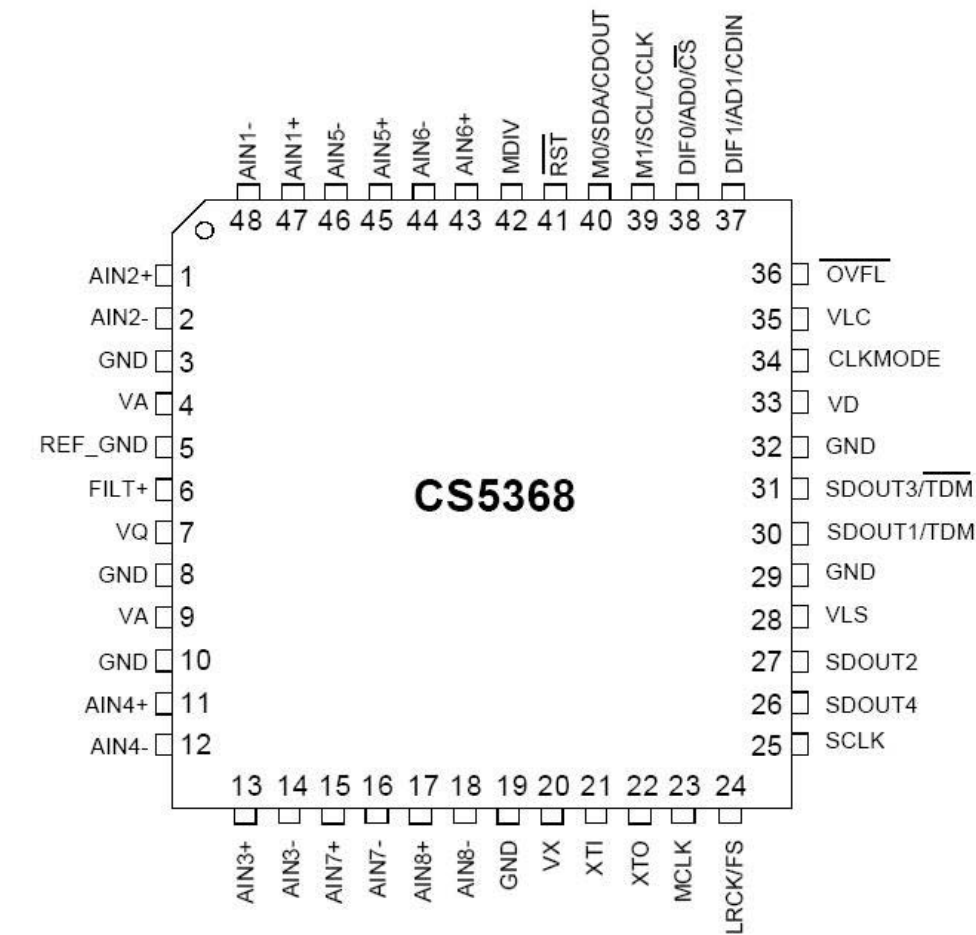 AIN1-
AIN1+
AIN5-
AIN5+
AIN6-
AIN6+
MDIV
RST
M0/SDA/CDOUT
M1/SCL/CCLK
DIF0/AD0/CS
DIF1/AD1/CDIN
48 47 46 45 44 43 42 41 40 39 38 37
AIN2+ 1
AIN2- 2
GND 3
VA 4
REF_GND 5
FILT+ 6
VQ 7
GND 8
VA 9
GND 10
AIN4+ 11
AIN4- 12
CS5368
36 OVFL
35 VLC
34 CLKMODE
33 VD
32 GND
31 SDOUT3/TDM
30 SDOUT1/TDM
29 GND
28 VLS
27 SDOUT2
26 SDOUT4
25 SCLK
13 14 15 16 17 18 19 20 21 22 23 24
AIN3+
AIN3-
AIN7+
AIN7-
AIN8+
AIN8-
GND
VX
XTI
XTO
MCLK
LRCK/FS